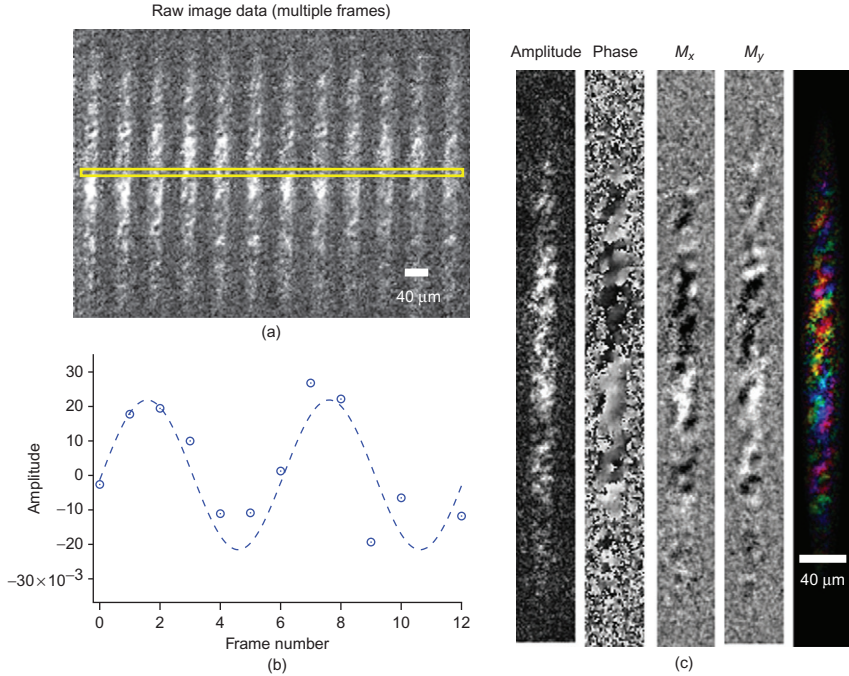 Raw image data (multiple frames)
40 μm
(a)
Amplitude
30
20
10
0
−10
−20
−30×10−3
0 2 4 6 8 10 12
Frame number
(b)
Amplitude Phase Mx My
40 μm
(c)